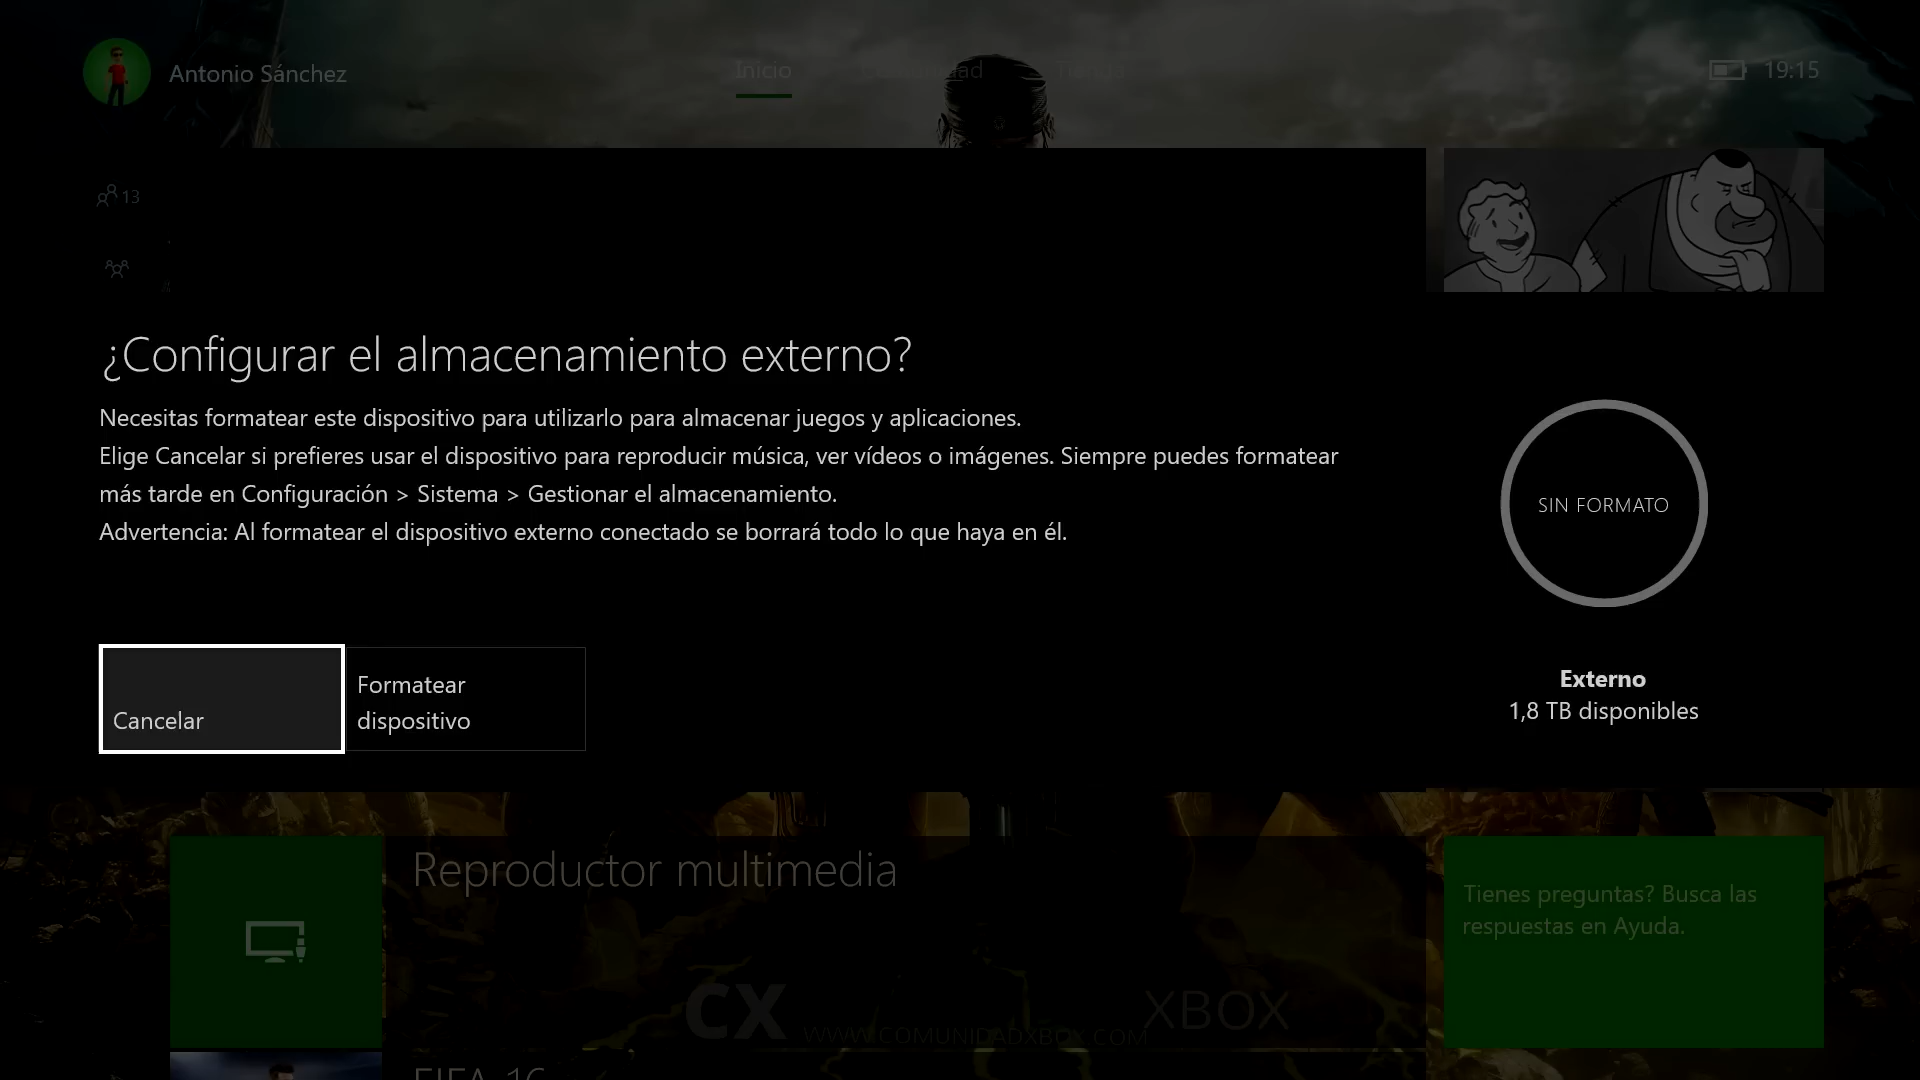 Antonio Sánchez
Inicio
Tienda
19:15
13
¿Configurar el almacenamiento externo?
Necesitas formatear este dispositivo para utilizarlo para almacenar juegos y aplicaciones.
Elige Cancelar si prefieres usar el dispositivo para reproducir música, ver vídeos o imágenes. Siempre puedes formatear
más tarde en Configuración > Sistema > Gestionar el almacenamiento.
Advertencia: Al formatear el dispositivo externo conectado se borrará todo lo que haya en él.
SIN FORMATO
Cancelar
Formatear
dispositivo
Externo
1,8 TB disponibles
Reproductor multimedia
Tienes preguntas? Busca las
respuestas en Ayuda.
CX
WWW.COMUNIDADXBOX.COM
XBOX
FIFA 16